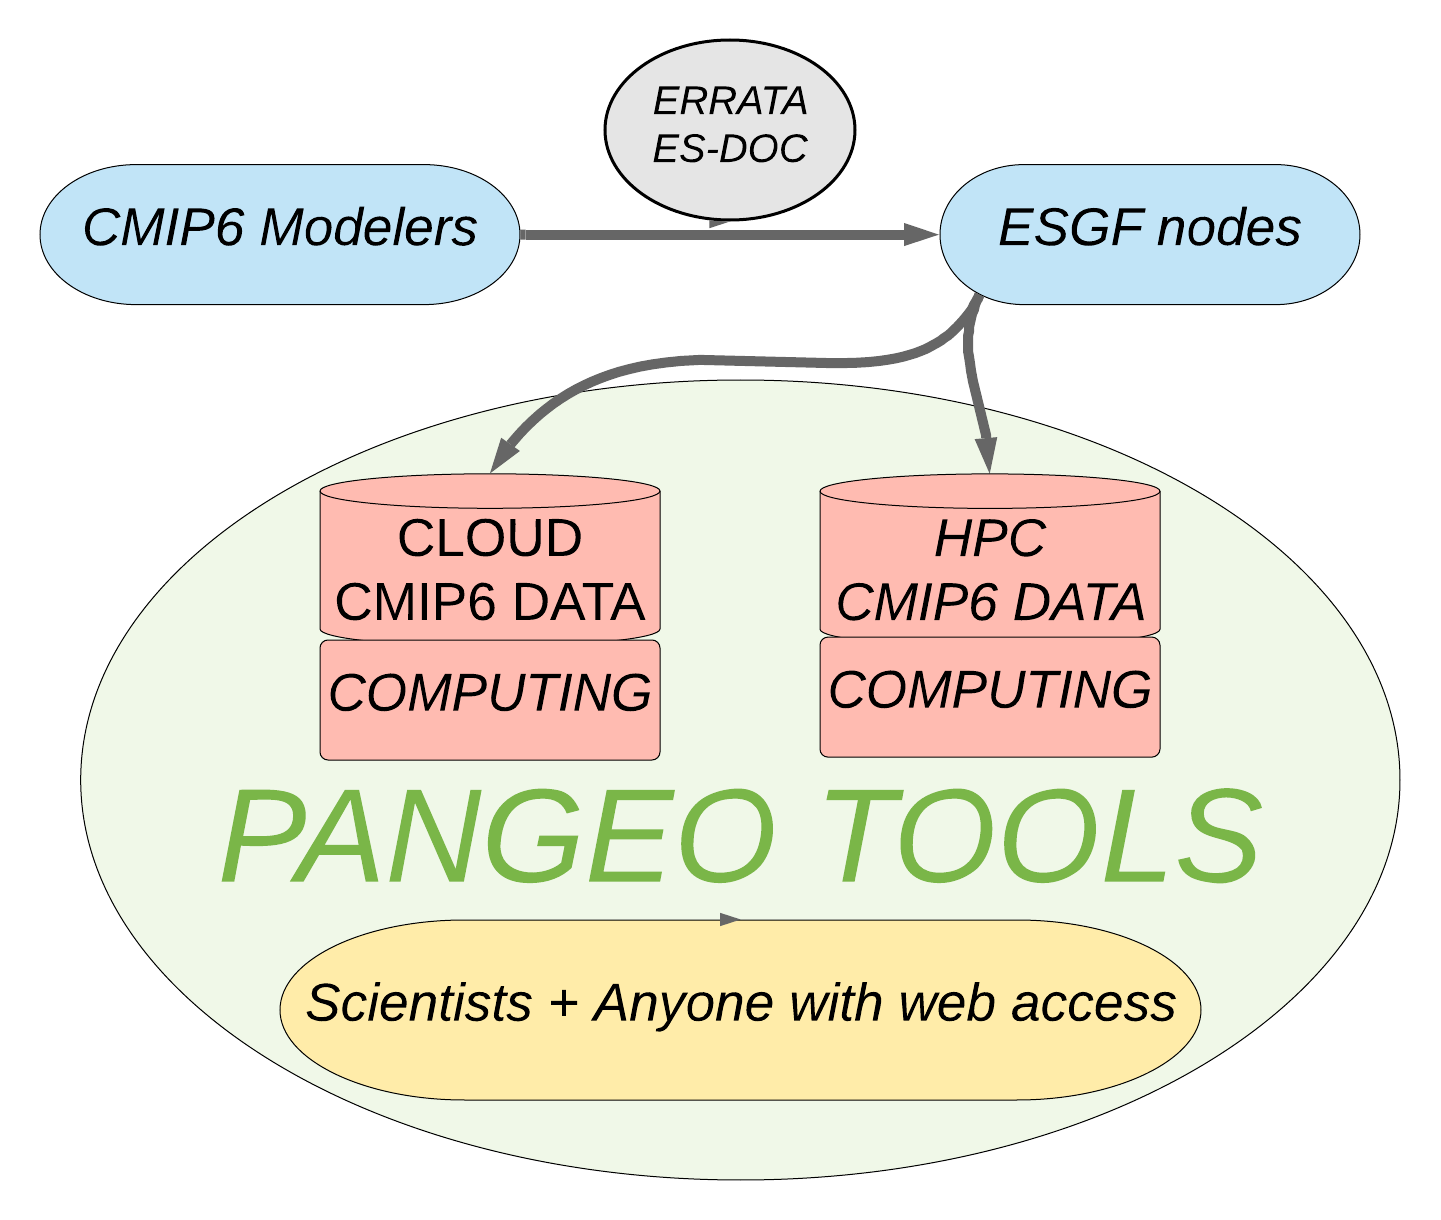 ERRATA
ES-DOC
CMIP6 Modelers
ESGF nodes
CLOUD
CMIP6 DATA
COMPUTING
HPC
CMIP6 DATA
COMPUTING
PANGEO TOOLS
Scientists + Anyone with web access